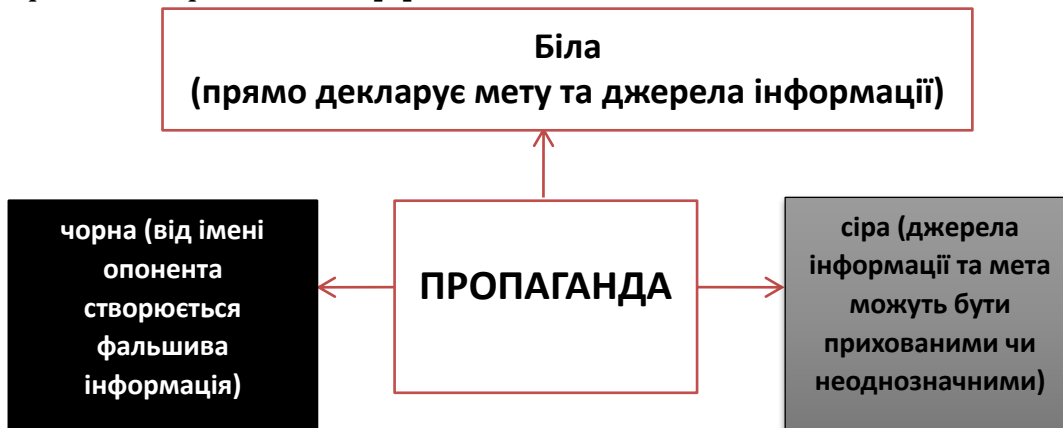 Біла
(прямо декларує мету та джерела інформації)
чорна (від імені
опонента
створюється
фальшива
інформація)
ПРОПАГАНДА
сіра (джерела
інформації та мета
можуть бути
прихованими чи
неоднозначними)